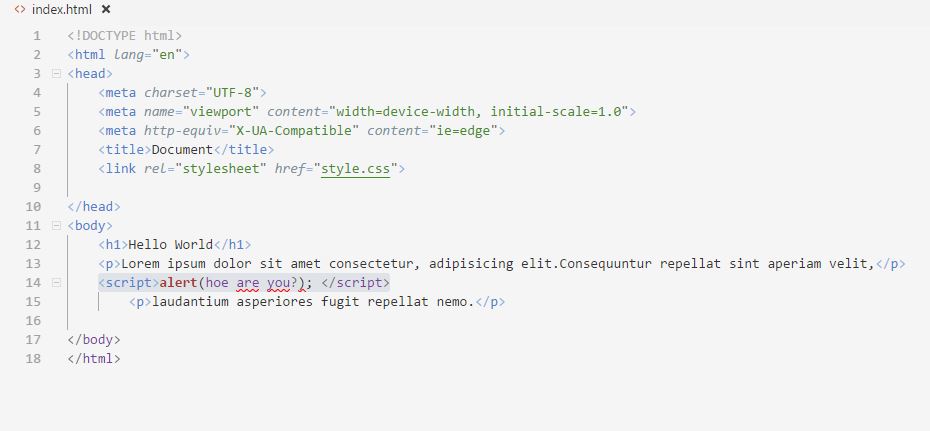 index.html
1 <!DOCTYPE html>
2 <html lang="en">
3 <head>
4 <meta charset="UTF-8">
5 <meta name="viewport" content="width=device-width, initial-scale=1.0">
6 <meta http-equiv="X-UA-Compatible" content="ie=edge">
7 <title>Document</title>
8 <link rel="stylesheet" href="style.css">
9
10 </head>
11 <body>
12 <h1>Hello World</h1>
13 <p>Lorem ipsum dolor sit amet consectetur, adipisicing elit.Consequuntur repellat sint aperiam velit,</p>
14 <script>alert(hoe are you?); </script>
15 <p>laudantium asperiores fugit repellat nemo.</p>
16
17 </body>
18 </html>